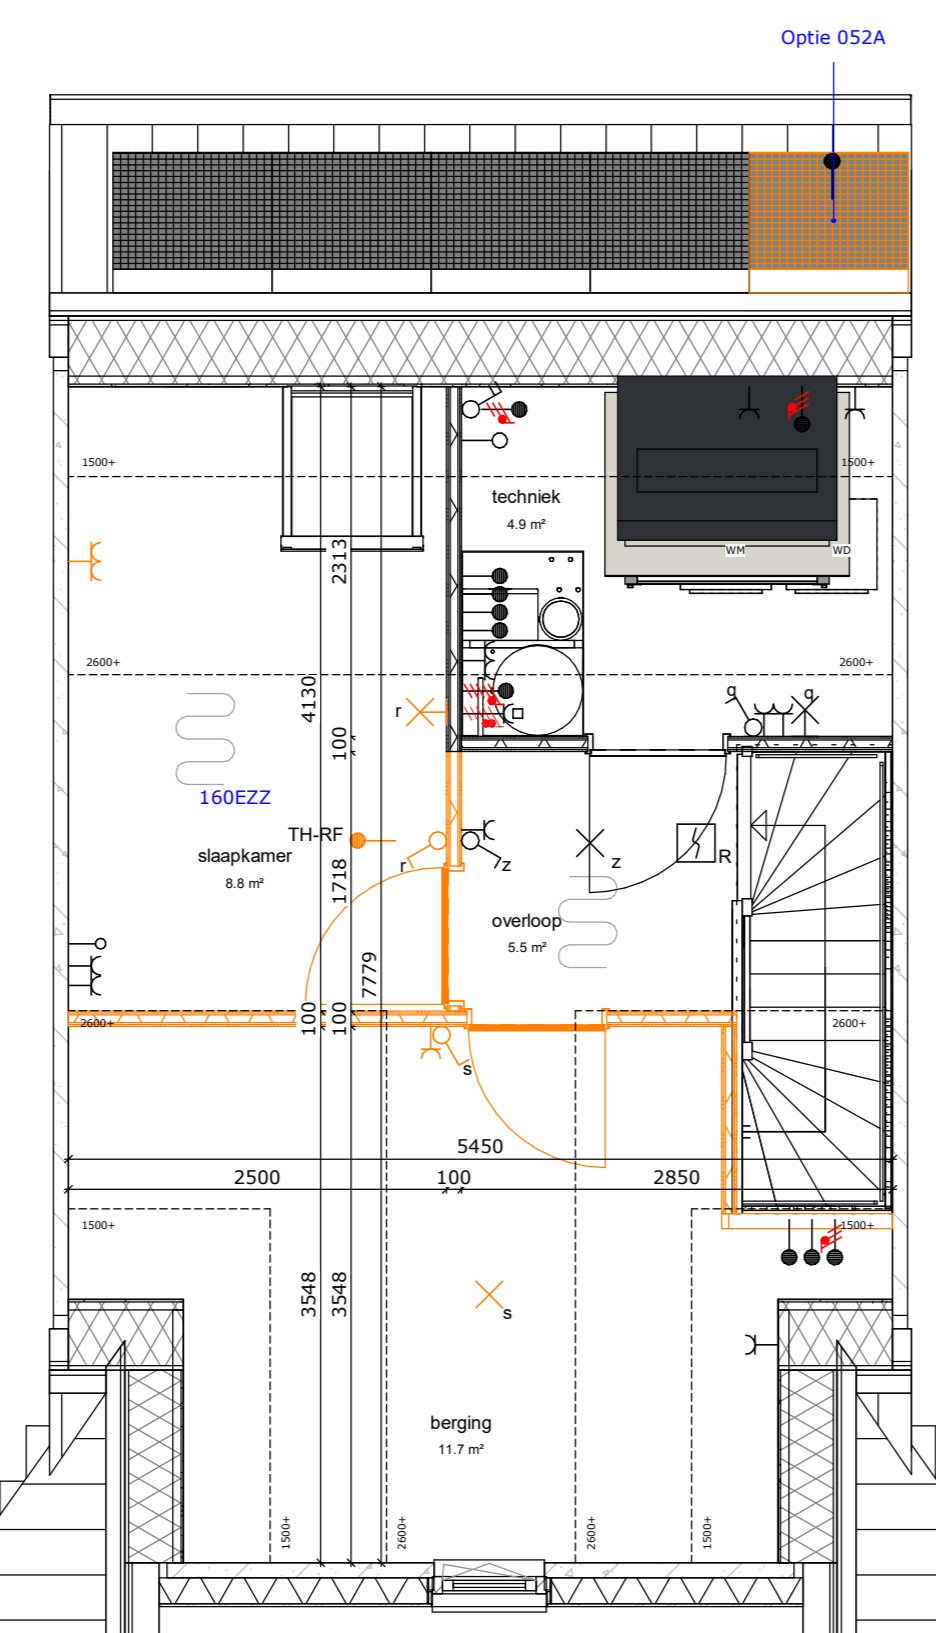 Optie 052A
1500+
1500+
techniek
4.9 m²
WM
WD
2313
2600+
2600+
4130
r
q
q
100
160EZZ
TH-RF
slaapkamer
8.8 m²
r
z
z
R
1718
overloop
5.5 m²
7779
100
100
2600+
2600+
s
5450
2500
100
2850
1500+
1500+
3548
3548
s
berging
11.7 m²
1500+
2600+
2600+
1500+